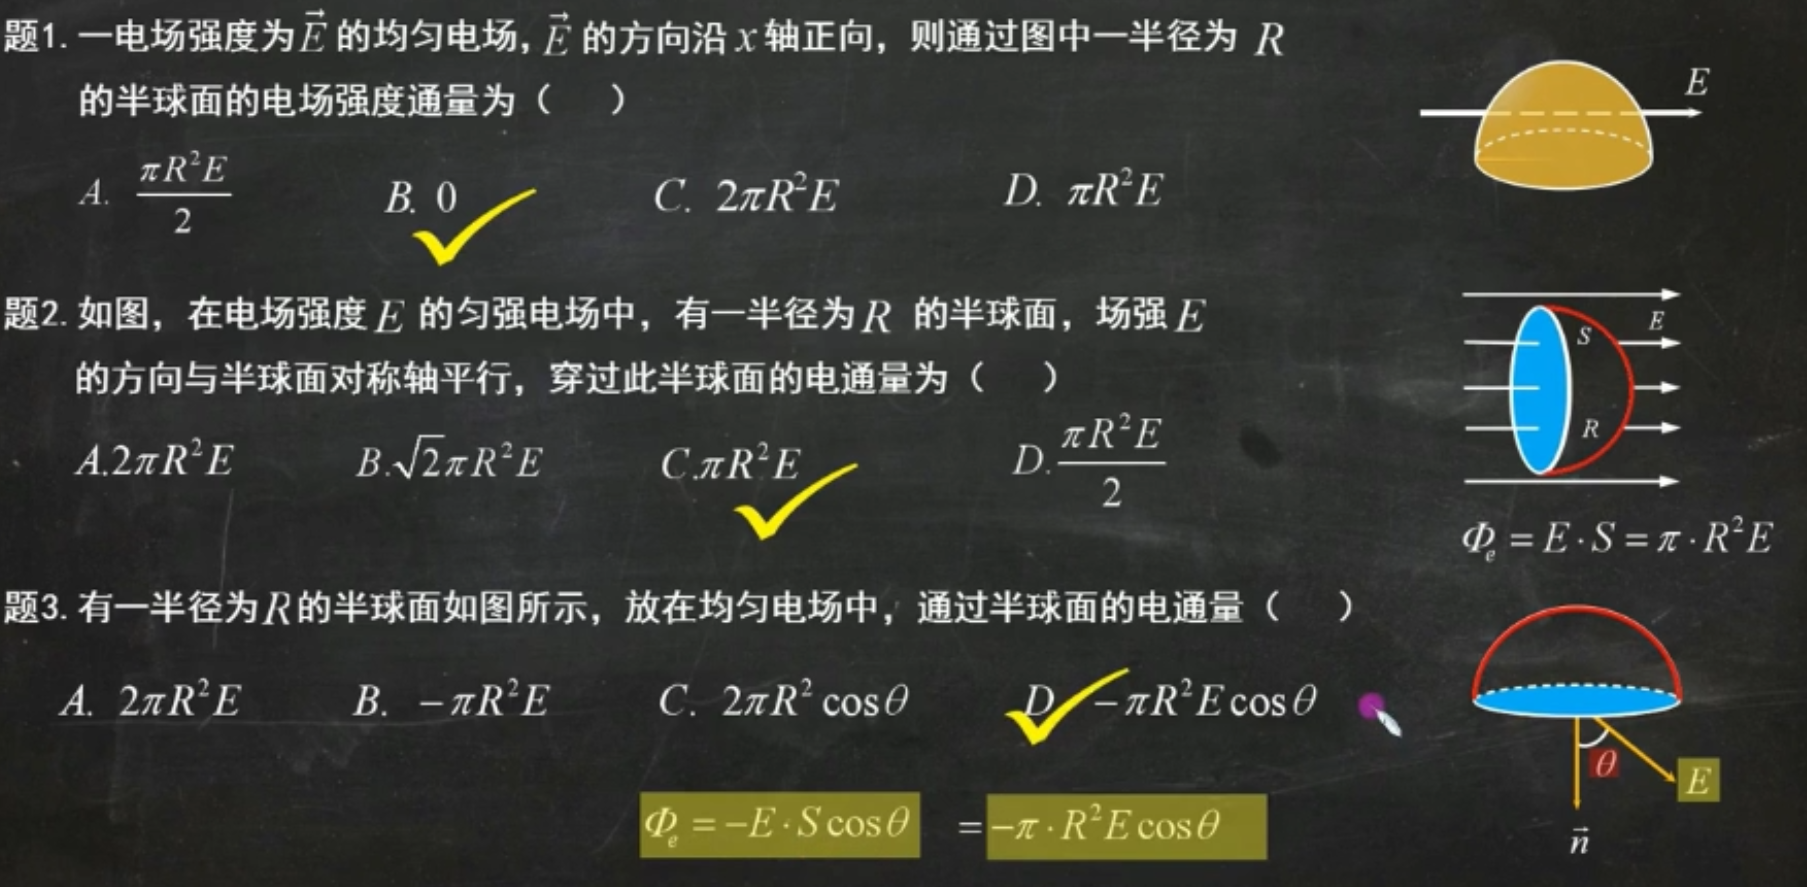 题1. 一电场强度为 $\vec{E}$ 的均匀电场, $\vec{E}$ 的方向沿 x 轴正向，则通过图中一半径为 R
的半球面的电场强度通量为（ ）
E
A. $\frac{\pi R^2 E}{2}$ B. 0 C. $2\pi R^2 E$ D. $\pi R^2 E$
题2. 如图，在电场强度 E 的匀强电场中，有一半径为 R 的半球面，场强 E
的方向与半球面对称轴平行，穿过此半球面的电通量为（ ）
S E
R
A. $2\pi R^2 E$ B. $\sqrt{2}\pi R^2 E$ C. $\pi R^2 E$ D. $\frac{\pi R^2 E}{2}$
$\Phi_e = E \cdot S = \pi \cdot R^2 E$
题3. 有一半径为 R 的半球面如图所示，放在均匀电场中，通过半球面的电通量（ ）
A. $2\pi R^2 E$ B. $-\pi R^2 E$ C. $2\pi R^2 \cos\theta$ D $-\pi R^2 E \cos\theta$
θ
E
$\vec{n}$
$\Phi_e = -E \cdot S \cos\theta = -\pi \cdot R^2 E \cos\theta$